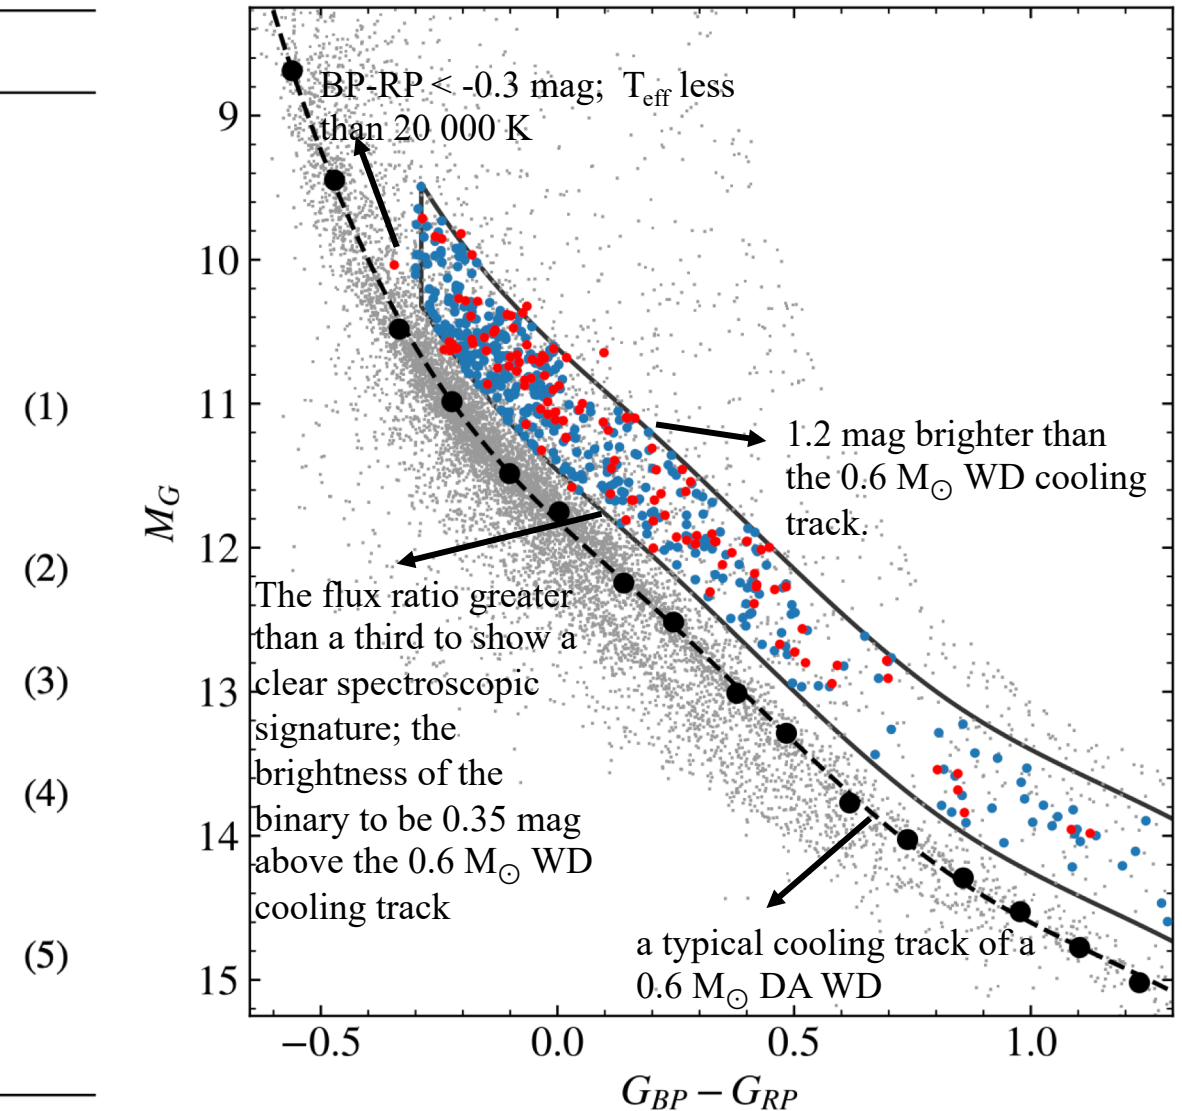 (1)
(2)
(3)
(4)
(5)
9
10
11
12
13
14
15
M_G
BP-RP < -0.3 mag; T_eff less
than 20 000 K
1.2 mag brighter than
the 0.6 M_⊙ WD cooling
track.
The flux ratio greater
than a third to show a
clear spectroscopic
signature; the
brightness of the
binary to be 0.35 mag
above the 0.6 M_⊙ WD
cooling track
a typical cooling track of a
0.6 M_⊙ DA WD
−0.5 0.0 0.5 1.0
G_BP − G_RP